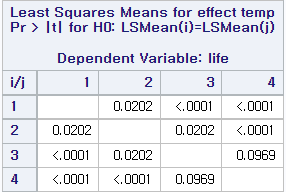 Least Squares Means for effect temp
Pr > |t| for H0: LSMean(i)=LSMean(j)
Dependent Variable: life
i/j 1 2 3 4
1 0.0202 <.0001 <.0001
2 0.0202 0.0202 <.0001
3 <.0001 0.0202 0.0969
4 <.0001 <.0001 0.0969